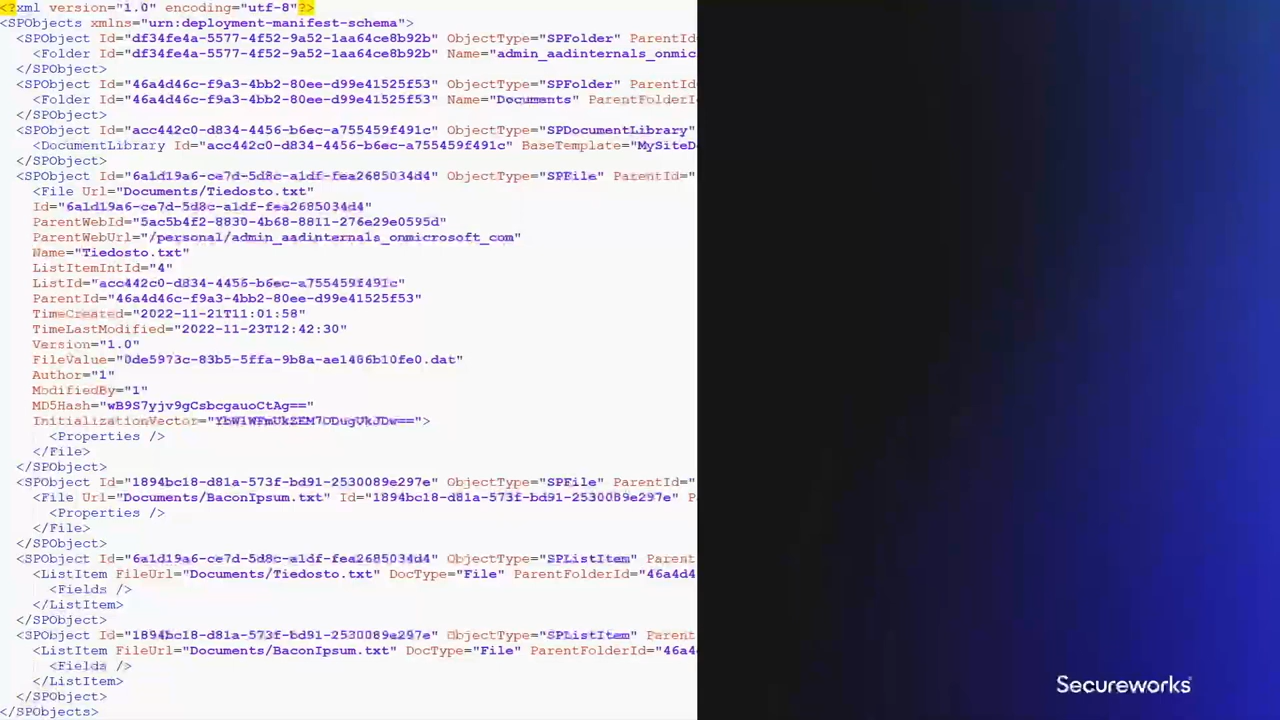 <?xml version="1.0" encoding="utf-8"?>
<SPObjects xmlns="urn:deployment-manifest-schema">
<SPObject Id="df34fe4a-5577-4f52-9a52-1aa64ce8b92b" ObjectType="SPFolder" ParentId
<Folder Id="df34fe4a-5577-4f52-9a52-1aa64ce8b92b" Name="admin_aadinternals_onmic
</SPObject>
<SPObject Id="46a4d46c-f9a3-4bb2-80ee-d99e41525f53" ObjectType="SPFolder" ParentId
<Folder Id="46a4d46c-f9a3-4bb2-80ee-d99e41525f53" Name="Documents" ParentFolderI
</SPObject>
<SPObject Id="acc442c0-d834-4456-b6ec-a755459f491c" ObjectType="SPDocumentLibrary"
<DocumentLibrary Id="acc442c0-d834-4456-b6ec-a755459f491c" BaseTemplate="MySiteD
</SPObject>
<SPObject Id="6a1d19a6-ce7d-5d8c-a1df-fea2685034d4" ObjectType="SPFile" ParentId="
<File Url="Documents/Tiedosto.txt"
Id="6a1d19a6-ce7d-5d8c-a1df-fea2685034d4"
ParentWebId="5ac5b4f2-8830-4b68-8811-276e29e0595d"
ParentWebUrl="/personal/admin_aadinternals_onmicrosoft_com"
Name="Tiedosto.txt"
ListItemIntId="4"
ListId="acc442c0-d834-4456-b6ec-a755459f491c"
ParentId="46a4d46c-f9a3-4bb2-80ee-d99e41525f53"
TimeCreated="2022-11-21T11:01:58"
TimeLastModified="2022-11-23T12:42:30"
Version="1.0"
FileValue="0de5973c-83b5-5ffa-9b8a-ae1406b10fe0.dat"
Author="1"
ModifiedBy="1"
MD5Hash="wB9S7yjv9gCsbcgauoCtAg=="
InitializationVector="YbW1WFmUkZEM7CDugUkJDw==">
<Properties />
</File>
</SPObject>
<SPObject Id="1894bc18-d81a-573f-bd91-2530089e297e" ObjectType="SPFile" ParentId="
<File Url="Documents/BaconIpsum.txt" Id="1894bc18-d81a-573f-bd91-2530089e297e" P
<Properties />
</File>
</SPObject>
<SPObject Id="6a1d19a6-ce7d-5d8c-a1df-fea2685034d4" ObjectType="SPListItem" Parent
<ListItem FileUrl="Documents/Tiedosto.txt" DocType="File" ParentFolderId="46a4d4
<Fields />
</ListItem>
</SPObject>
<SPObject Id="1894bc18-d81a-573f-bd91-2530089e297e" ObjectType="SPListItem" Parent
<ListItem FileUrl="Documents/BaconIpsum.txt" DocType="File" ParentFolderId="46a4
<Fields />
</ListItem>
</SPObject>
</SPObjects>
Secureworks